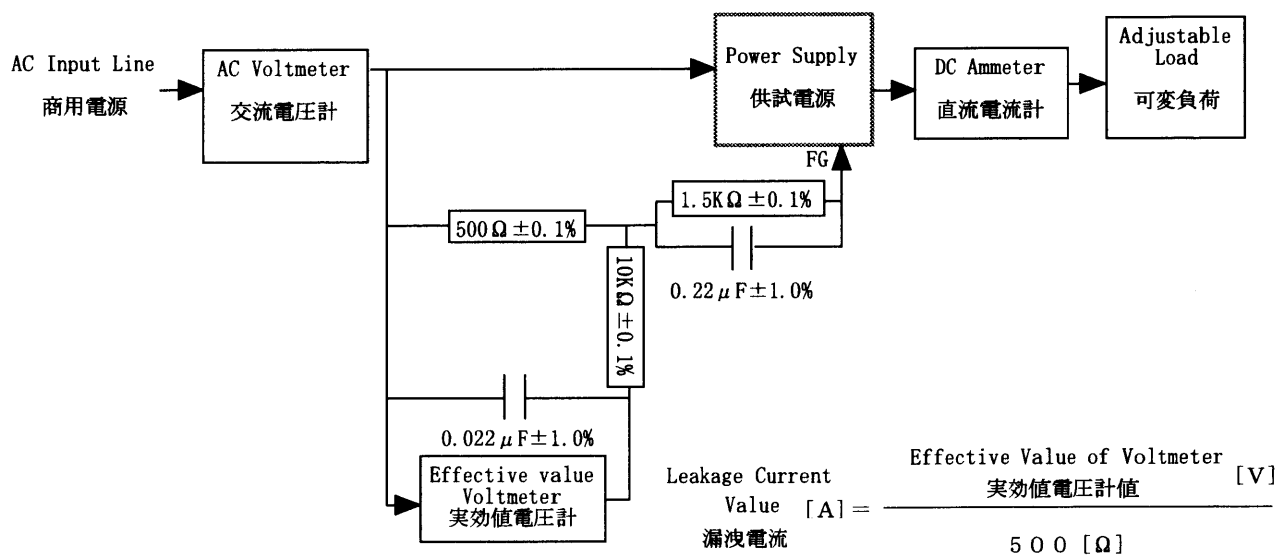 AC Input Line
商用電源
AC Voltmeter
交流電圧計
Power Supply
供試電源
DC Ammeter
直流電流計
Adjustable
Load
可変負荷
FG
1.5KΩ±0.1%
500Ω±0.1%
10KΩ±0.1%
0.22μF±1.0%
0.022μF±1.0%
Effective value
Voltmeter
実効値電圧計
Leakage Current
Value [A]=
漏洩電流
Effective Value of Voltmeter [V]
実効値電圧計値
500 [Ω]